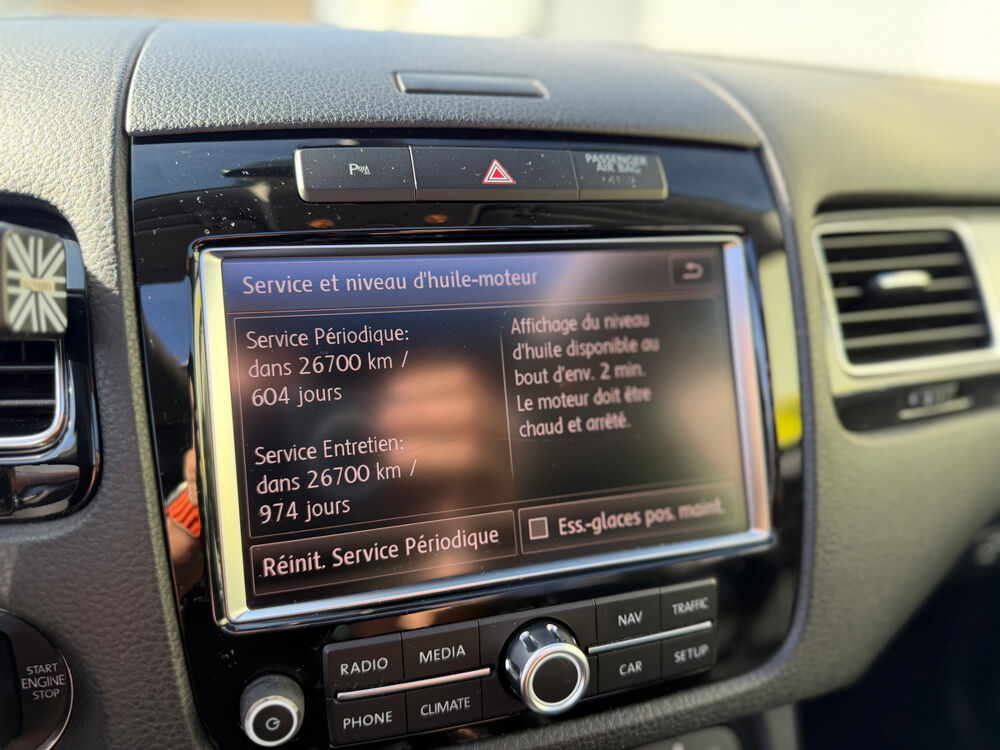 P
PASSENGER
AIR BAG
Service et niveau d'huile-moteur
Service Périodique:
dans 26700 km /
604 jours
Service Entretien:
dans 26700 km /
974 jours
Affichage du niveau
d'huile disponible au
bout d'env. 2 min.
Le moteur doit être
chaud et arrêté.
Réinit. Service Périodique
Ess.-glaces pos. maint.
RADIO
MEDIA
NAV
TRAFFIC
PHONE
CLIMATE
CAR
SETUP
START
ENGINE
STOP